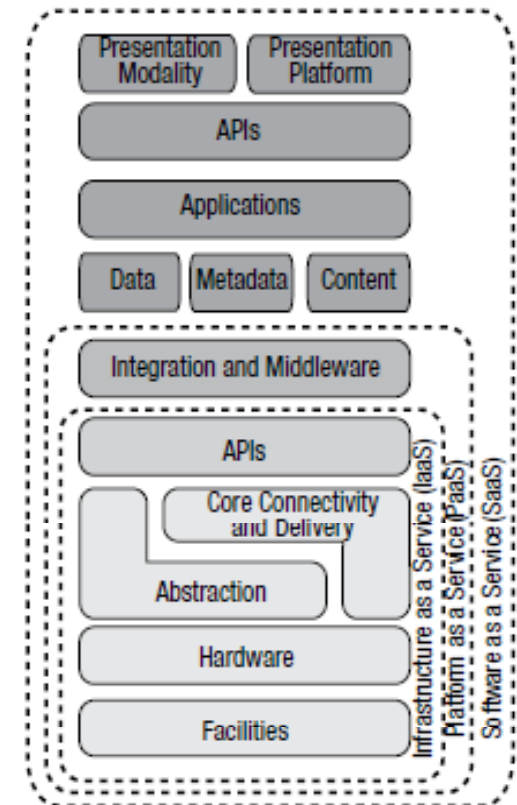 Presentation
Modality
Presentation
Platform
APIs
Applications
Data
Metadata
Content
Integration and Middleware
APIs
Core Connectivity
and Delivery
Abstraction
Hardware
Facilities
Infrastructure as a Service (IaaS)
Platform as a Service (PaaS)
Software as a Service (SaaS)